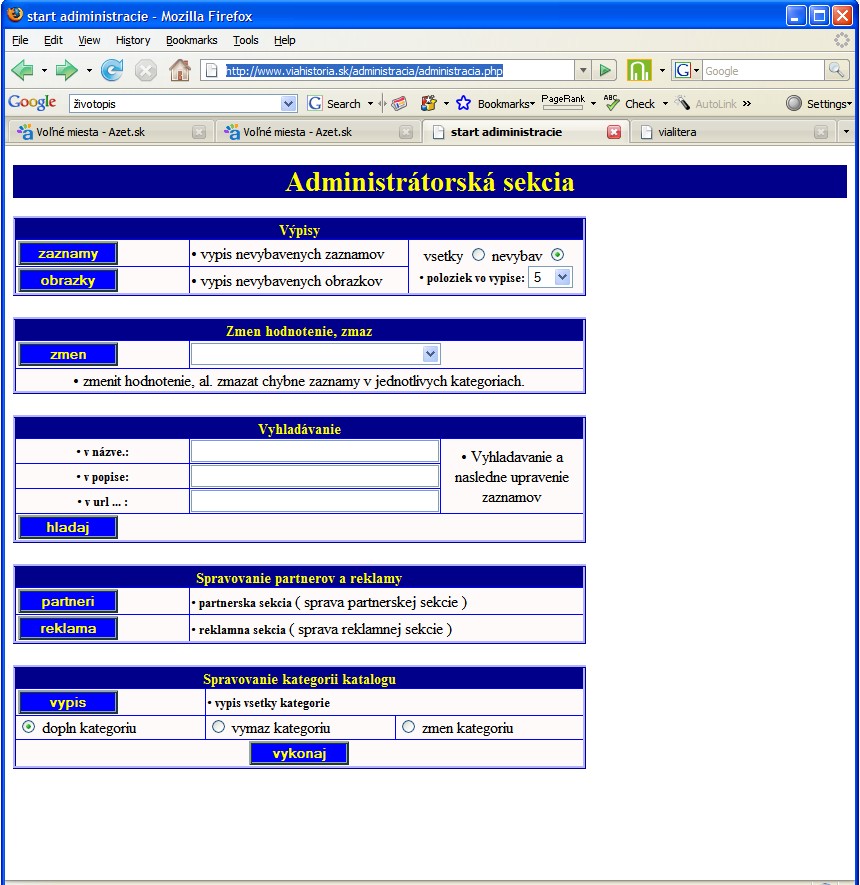 start adiministracie - Mozilla Firefox
File Edit View History Bookmarks Tools Help
http://www.viahistoria.sk/administracia/administracia.php
G Google
Google životopis G Search Bookmarks PageRank ABC Check AutoLink » Settings
Voľné miesta - Azet.sk Voľné miesta - Azet.sk start adiministracie vialitera
Administrátorská sekcia
Výpisy
zaznamy • vypis nevybavenych zaznamov vsetky nevybav
obrazky • vypis nevybavenych obrazkov • poloziek vo vypise: 5
Zmen hodnotenie, zmaz
zmen
• zmenit hodnotenie, al. zmazat chybne zaznamy v jednotlivych kategoriach.
Vyhladávanie
• v názve.:
• v popise:
• v url ... :
• Vyhladavanie a
nasledne upravenie
zaznamov
hladaj
Spravovanie partnerov a reklamy
partneri • partnerska sekcia ( sprava partnerskej sekcie )
reklama • reklamna sekcia ( sprava reklamnej sekcie )
Spravovanie kategorii katalogu
vypis • vypis vsetky kategorie
dopln kategoriu vymaz kategoriu zmen kategoriu
vykonaj